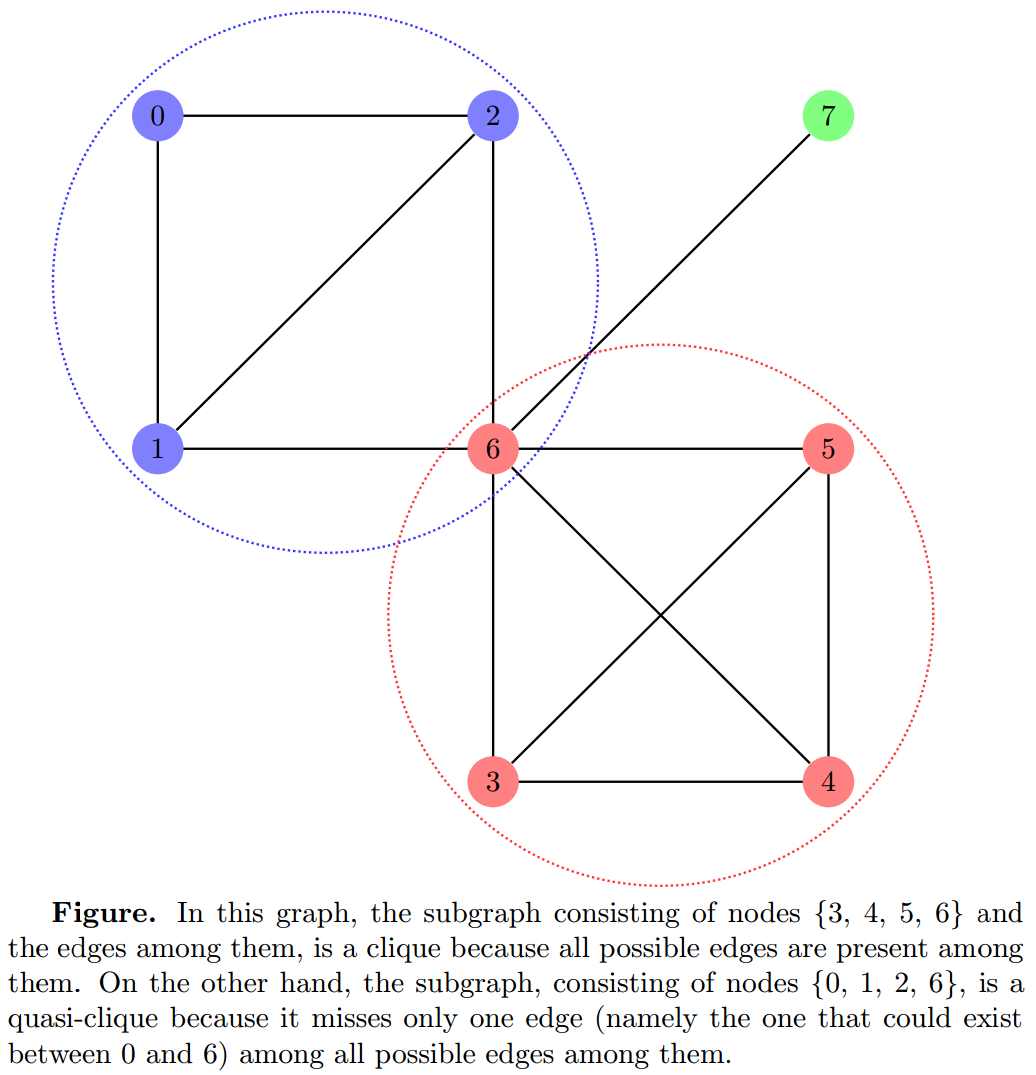 0
2
7
1
6
5
3
4
Figure. In this graph, the subgraph consisting of nodes {3, 4, 5, 6} and
the edges among them, is a clique because all possible edges are present among
them. On the other hand, the subgraph, consisting of nodes {0, 1, 2, 6}, is a
quasi-clique because it misses only one edge (namely the one that could exist
between 0 and 6) among all possible edges among them.